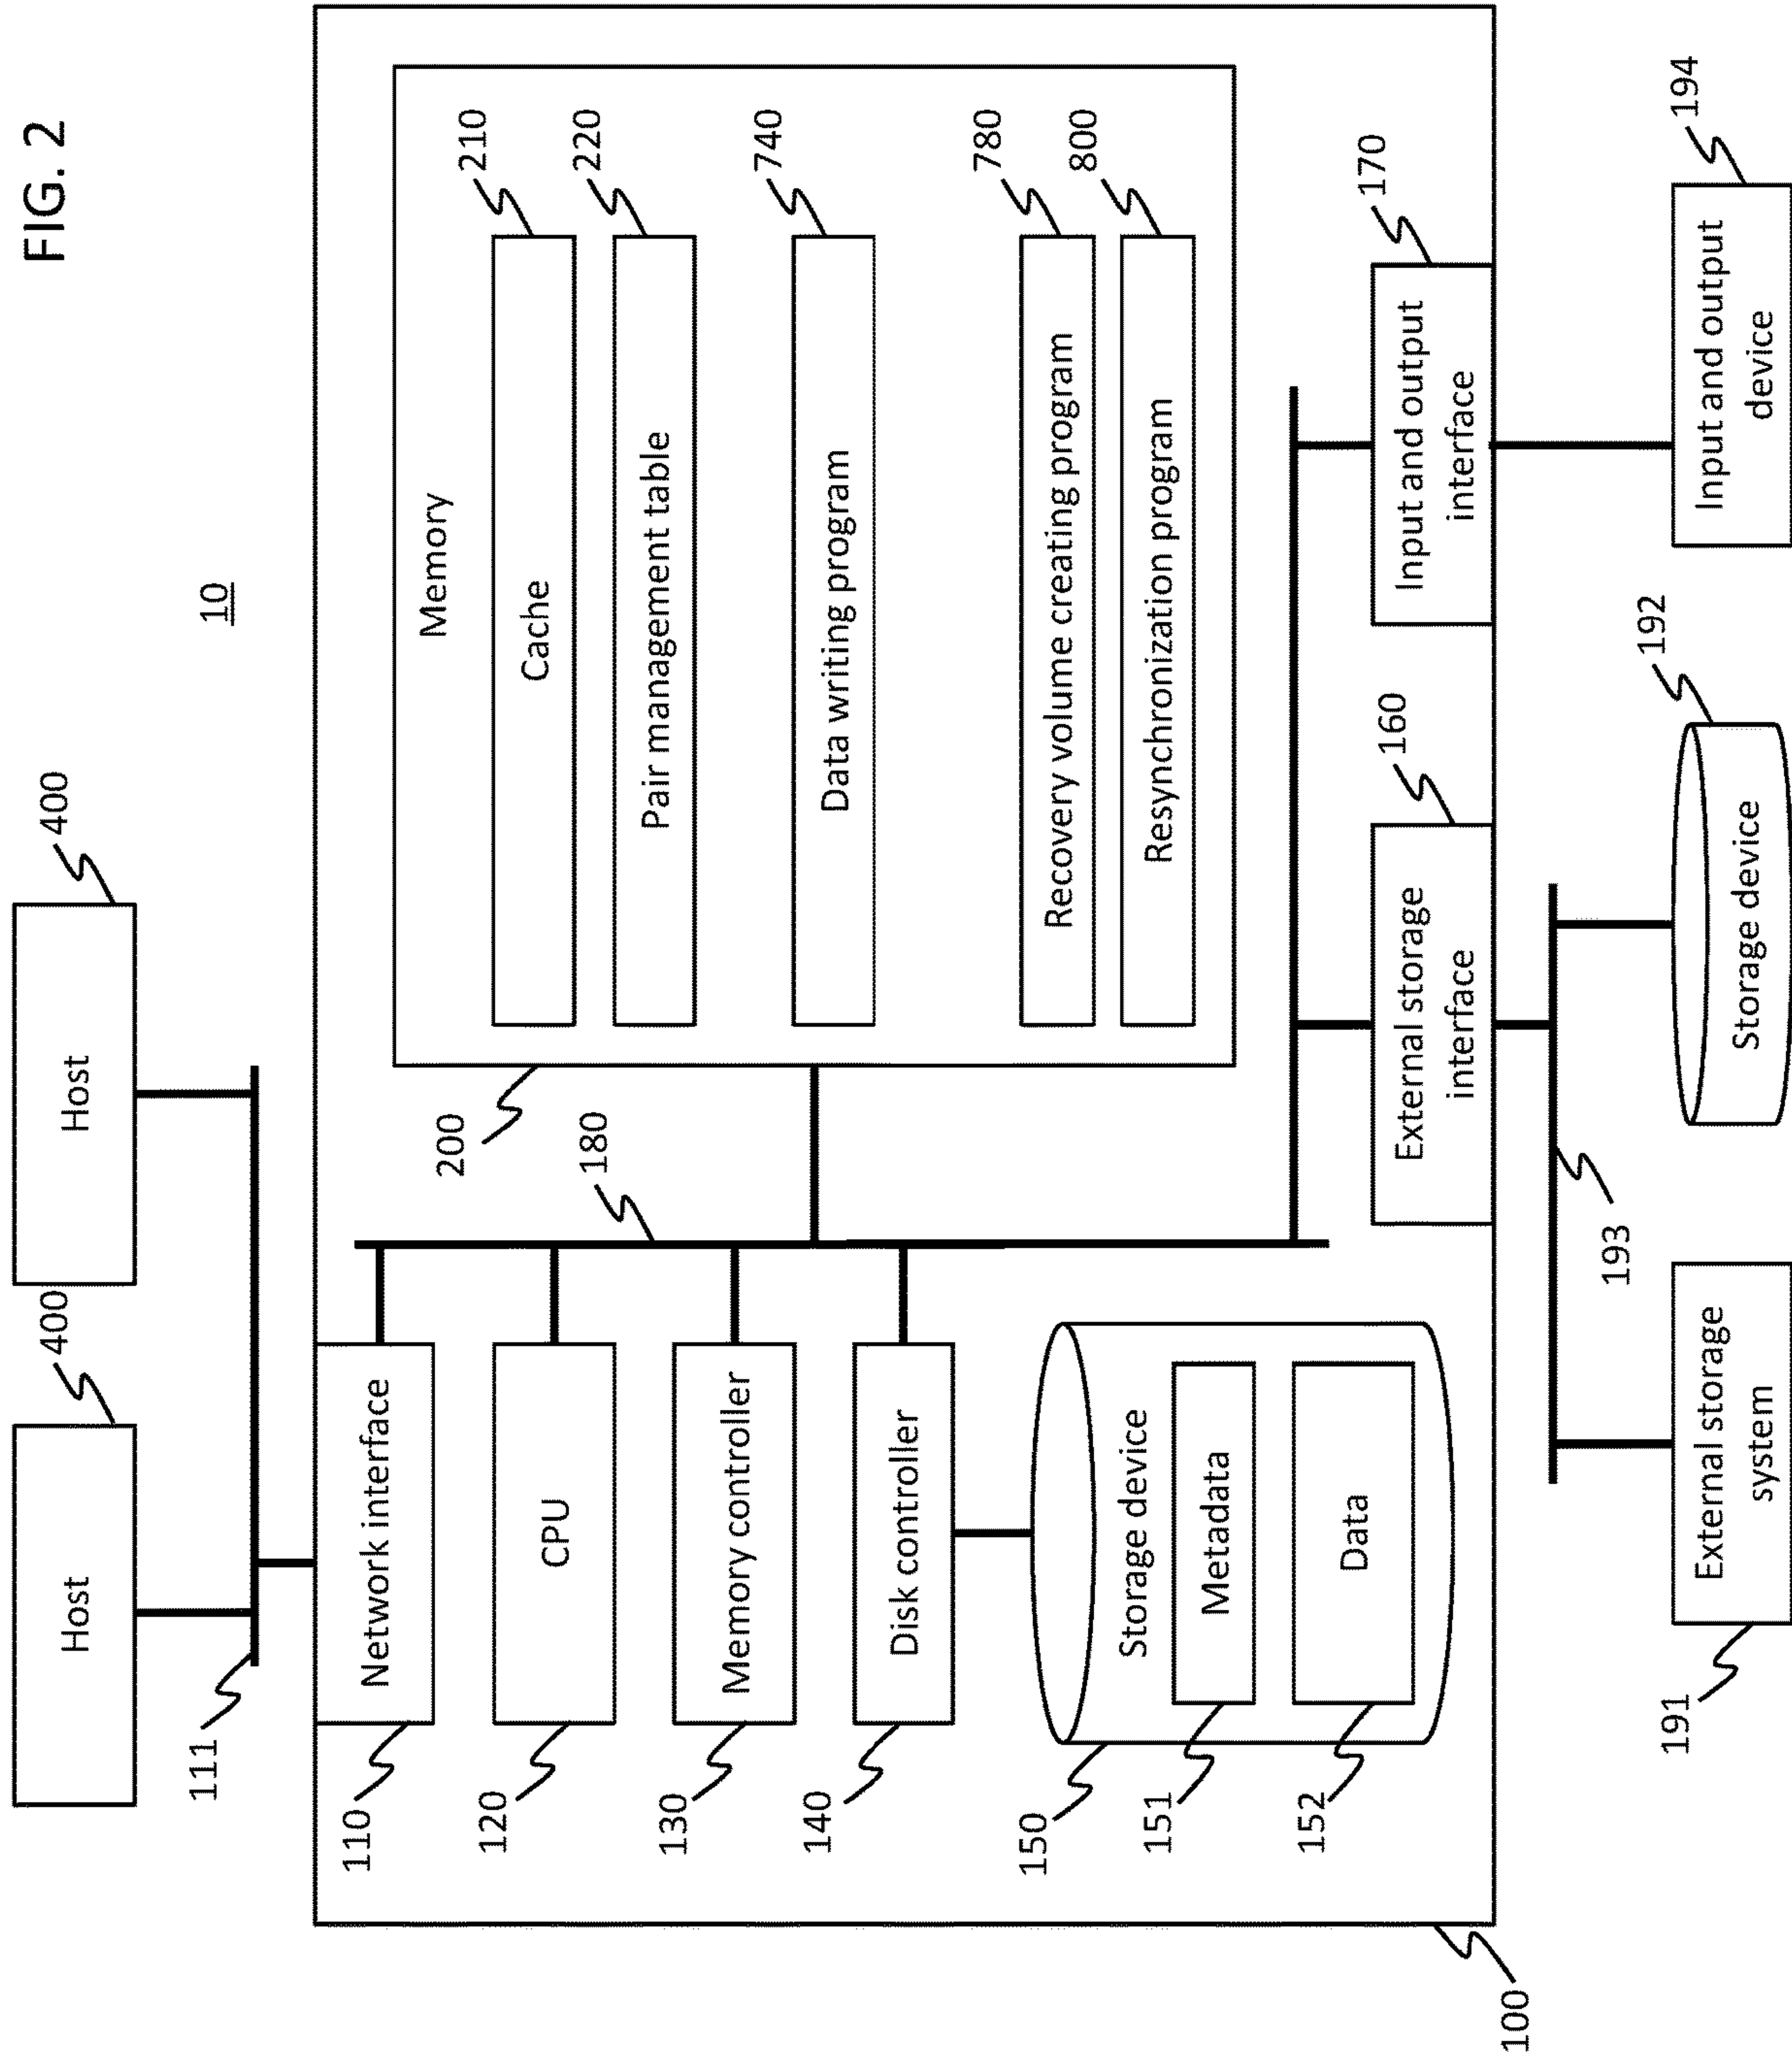 FIG. 2
10
Host
400
Host
400
111
Network interface
110
CPU
120
Memory controller
130
Disk controller
140
Storage device
150
Metadata
151
Data
152
180
200
Memory
Cache
210
Pair management table
220
Data writing program
740
Recovery volume creating program
780
Resynchronization program
800
External storage
interface
160
Input and output
interface
170
100
193
External storage
system
191
Storage device
192
Input and output
device
194